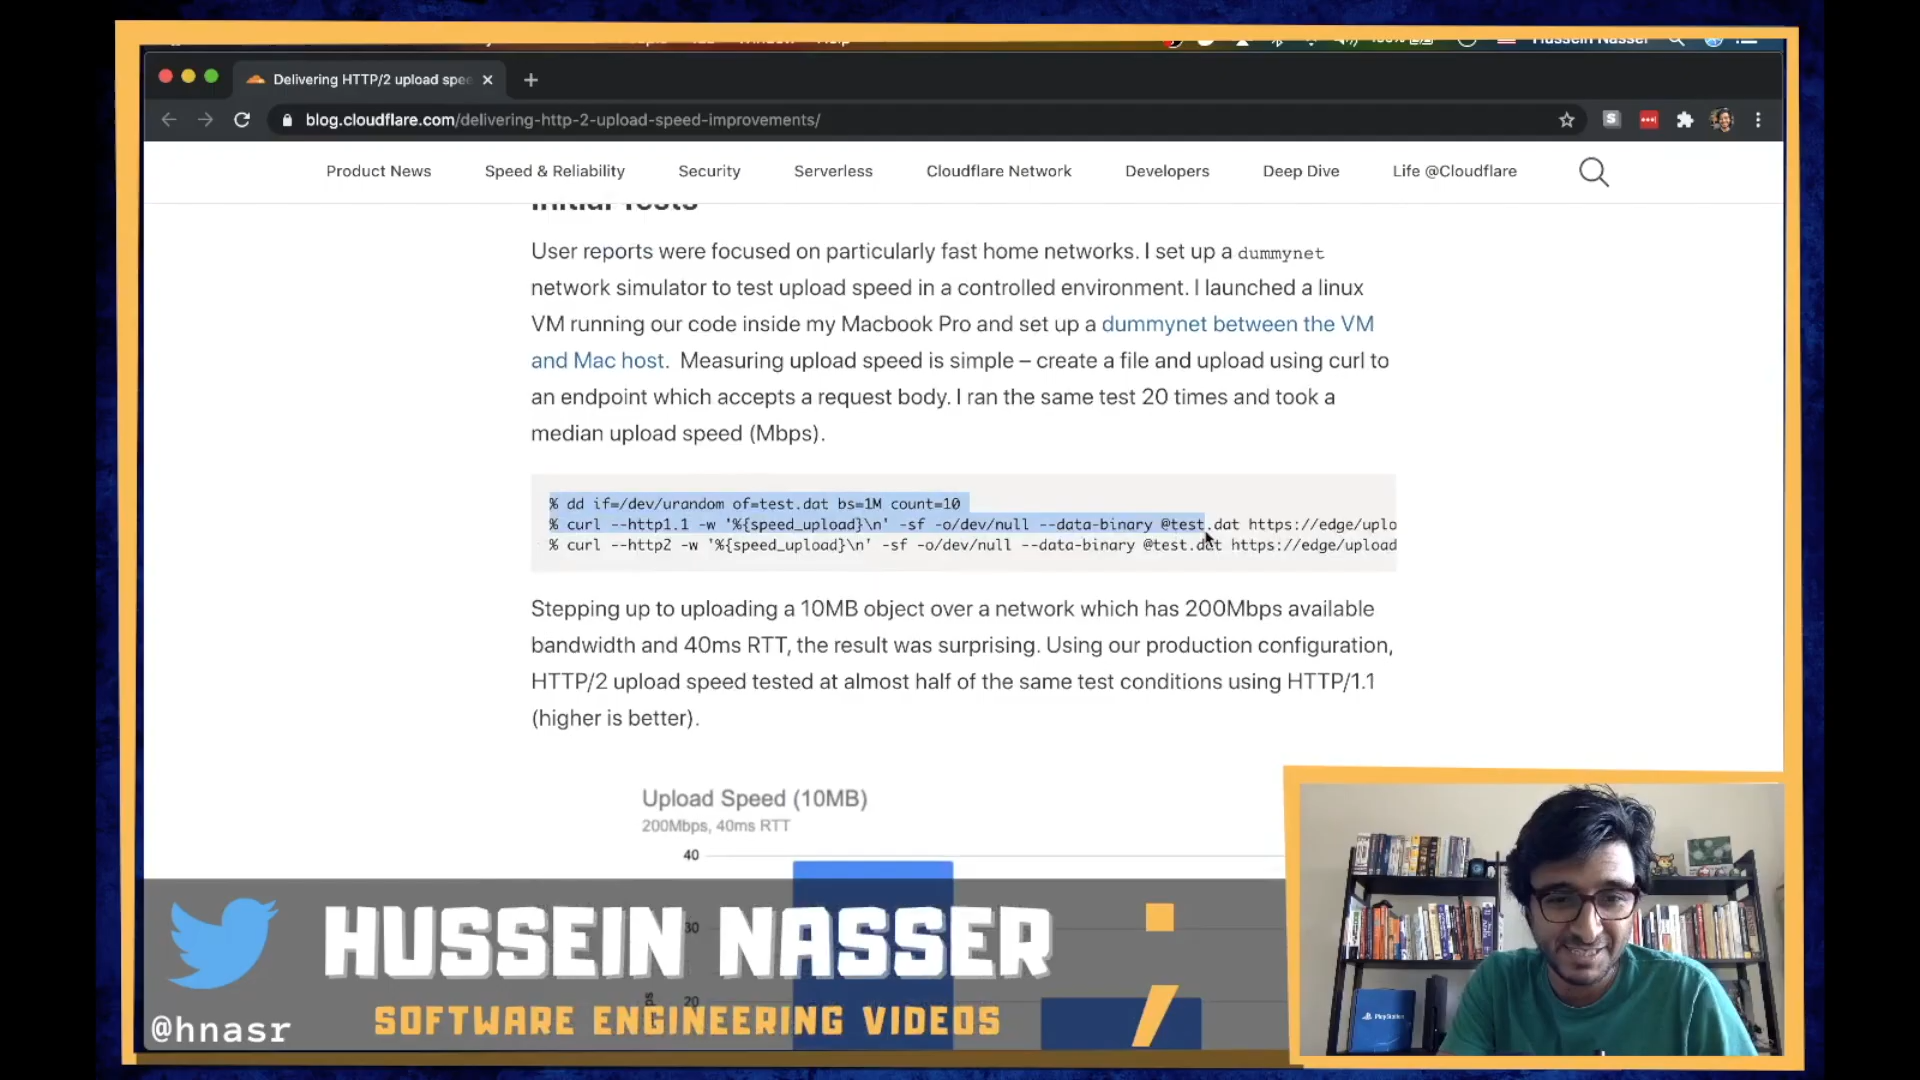 Hussein Nasser
Delivering HTTP/2 upload spee
blog.cloudflare.com/delivering-http-2-upload-speed-improvements/
Product News Speed & Reliability Security Serverless Cloudflare Network Developers Deep Dive Life @Cloudflare
Initial Tests
User reports were focused on particularly fast home networks. I set up a dummynet
network simulator to test upload speed in a controlled environment. I launched a linux
VM running our code inside my Macbook Pro and set up a dummynet between the VM
and Mac host. Measuring upload speed is simple – create a file and upload using curl to
an endpoint which accepts a request body. I ran the same test 20 times and took a
median upload speed (Mbps).
% dd if=/dev/urandom of=test.dat bs=1M count=10
% curl --http1.1 -w '%{speed_upload}\n' -sf -o/dev/null --data-binary @test.dat https://edge/uplo
% curl --http2 -w '%{speed_upload}\n' -sf -o/dev/null --data-binary @test.dat https://edge/upload
Stepping up to uploading a 10MB object over a network which has 200Mbps available
bandwidth and 40ms RTT, the result was surprising. Using our production configuration,
HTTP/2 upload speed tested at almost half of the same test conditions using HTTP/1.1
(higher is better).
Upload Speed (10MB)
200Mbps, 40ms RTT
40
30
20
HUSSEIN NASSER
SOFTWARE ENGINEERING VIDEOS
@hnasr
PlayStation